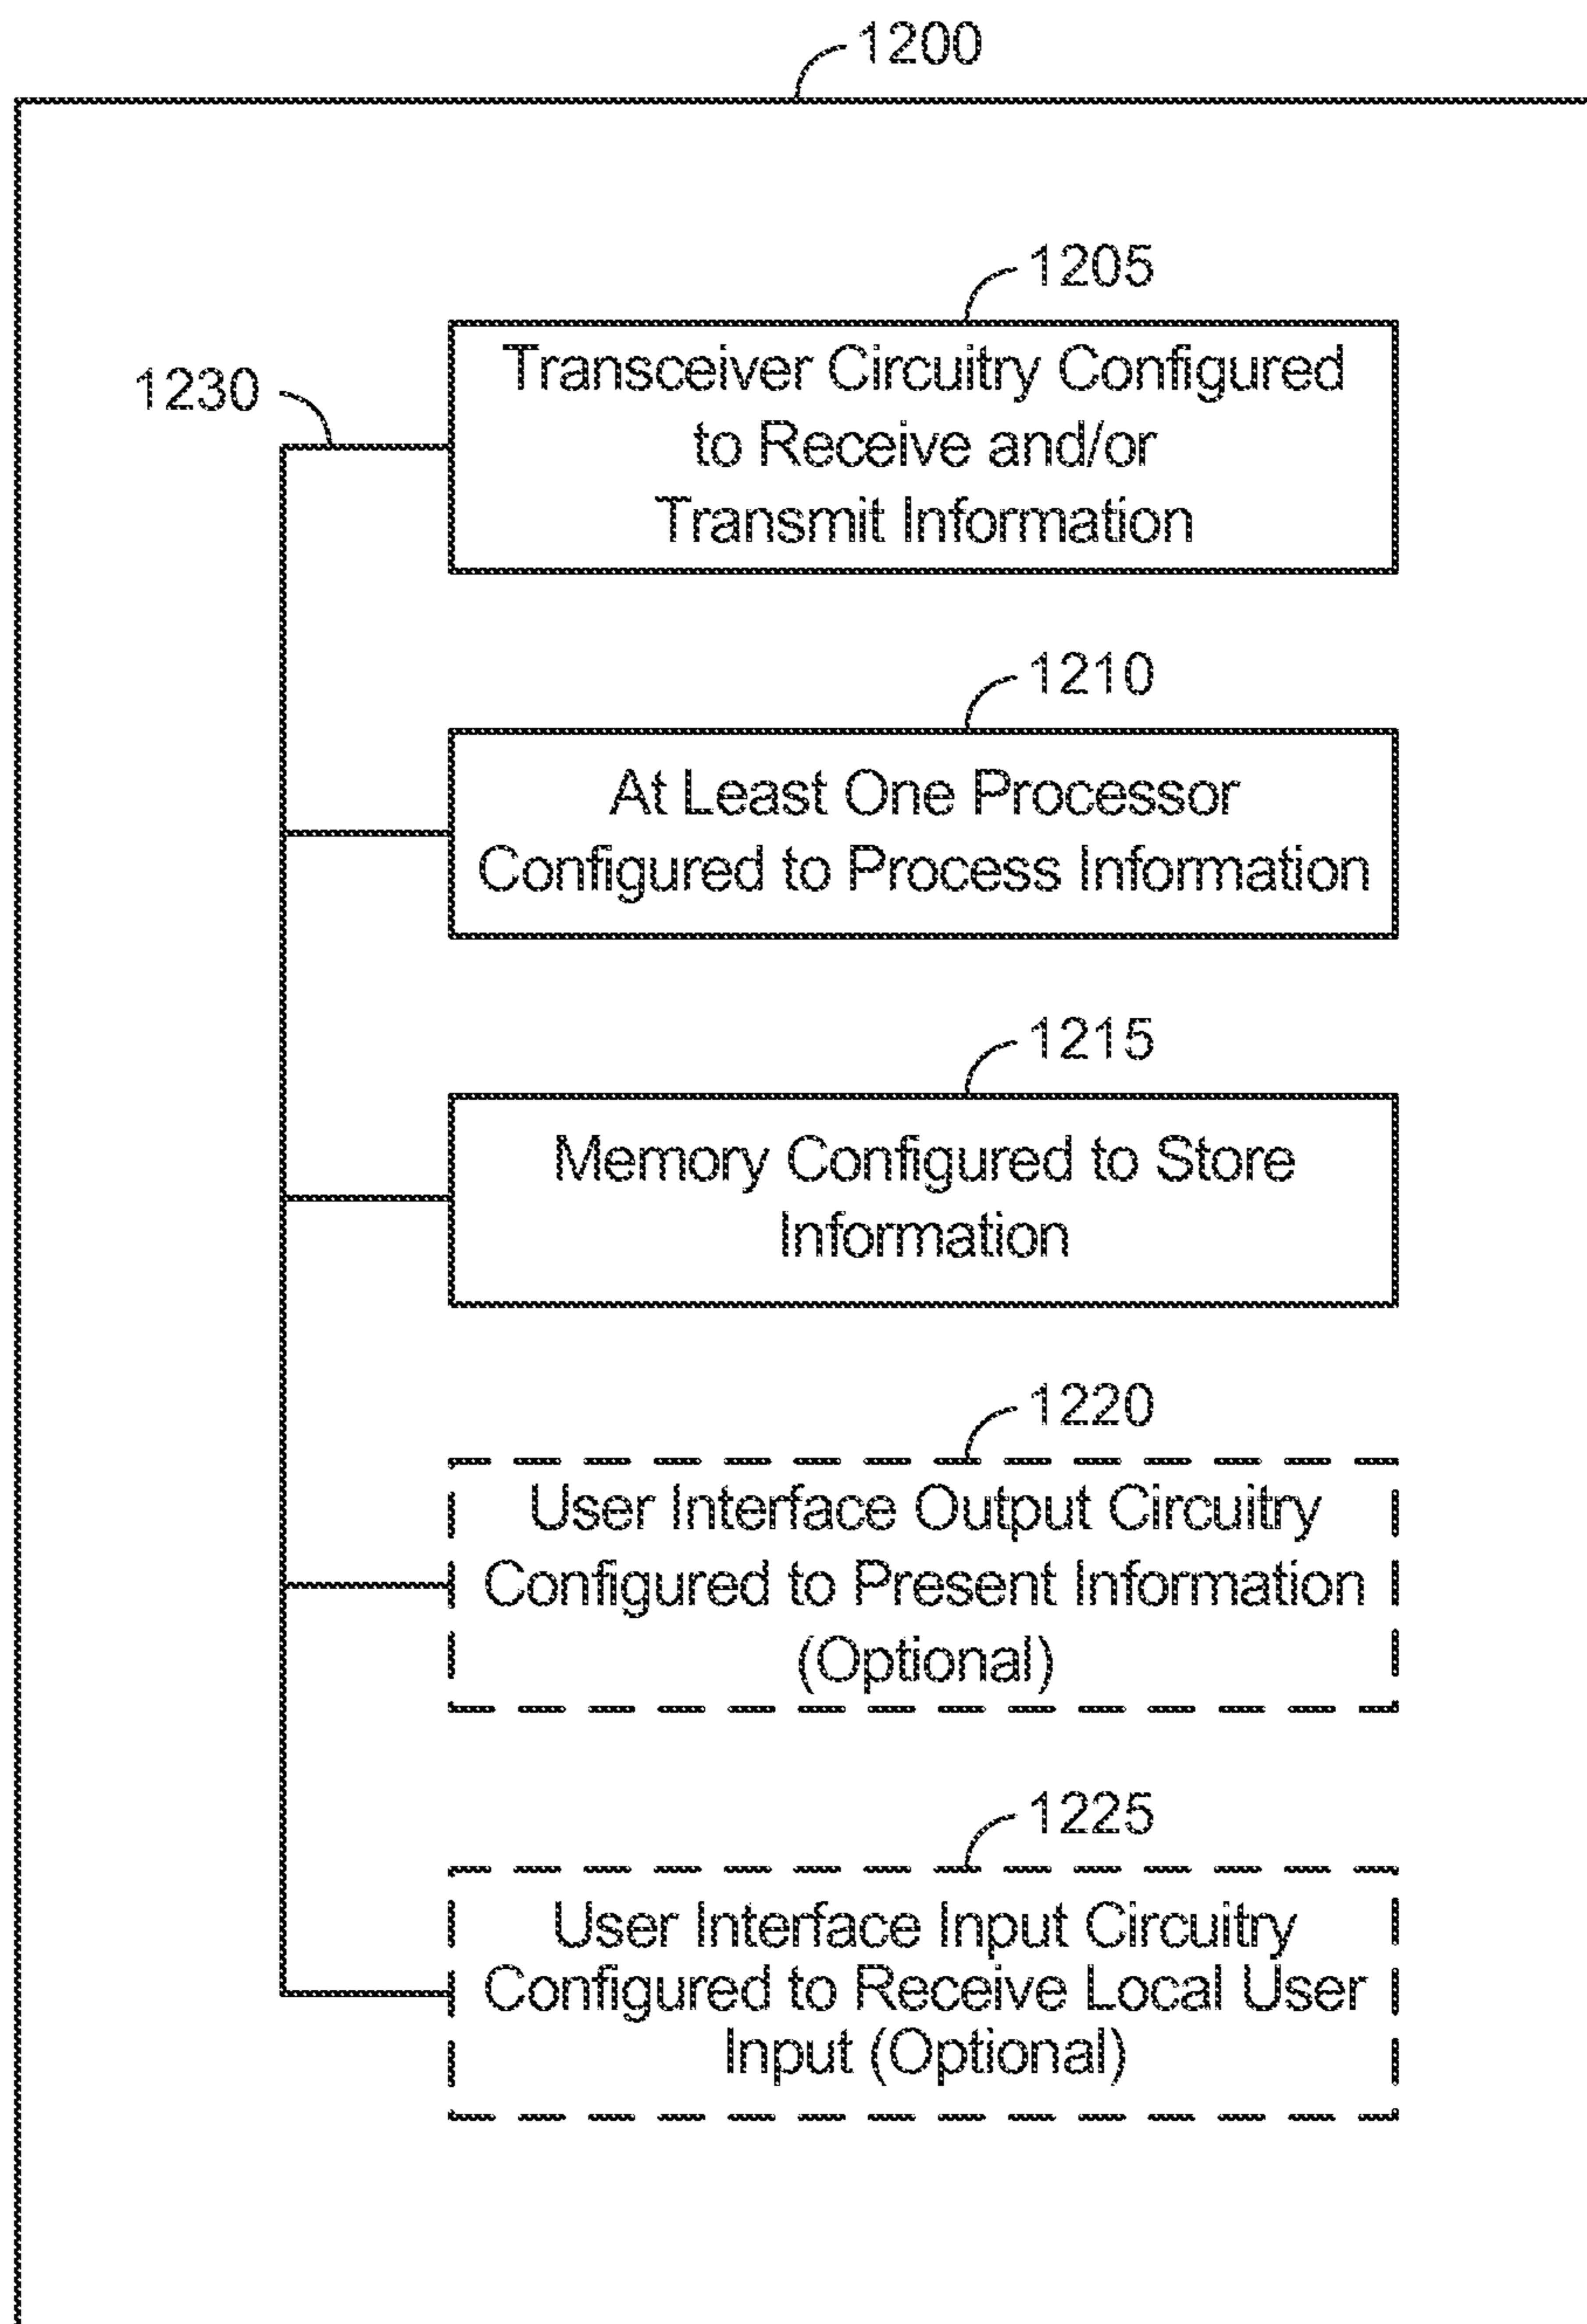 1200
1205
1230
Transceiver Circuitry Configured
to Receive and/or
Transmit Information
1210
At Least One Processor
Configured to Process Information
1215
Memory Configured to Store
Information
1220
User Interface Output Circuitry
Configured to Present Information
(Optional)
1225
User Interface Input Circuitry
Configured to Receive Local User
Input (Optional)